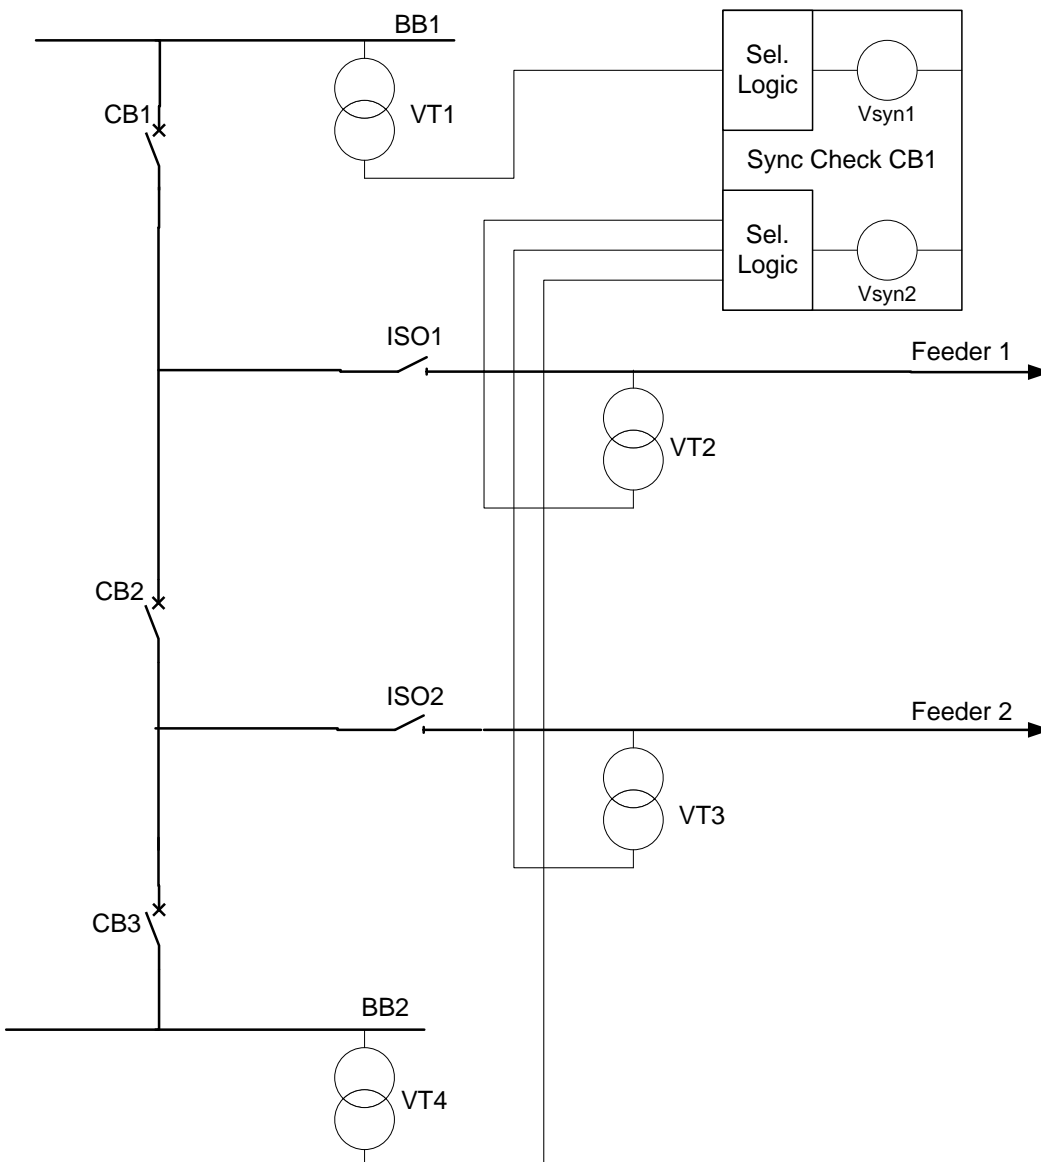 BB1
Sel.
Logic
CB1
VT1
Vsyn1
Sync Check CB1
Sel.
Logic
Vsyn2
ISO1
Feeder 1
VT2
CB2
ISO2
Feeder 2
VT3
CB3
BB2
VT4